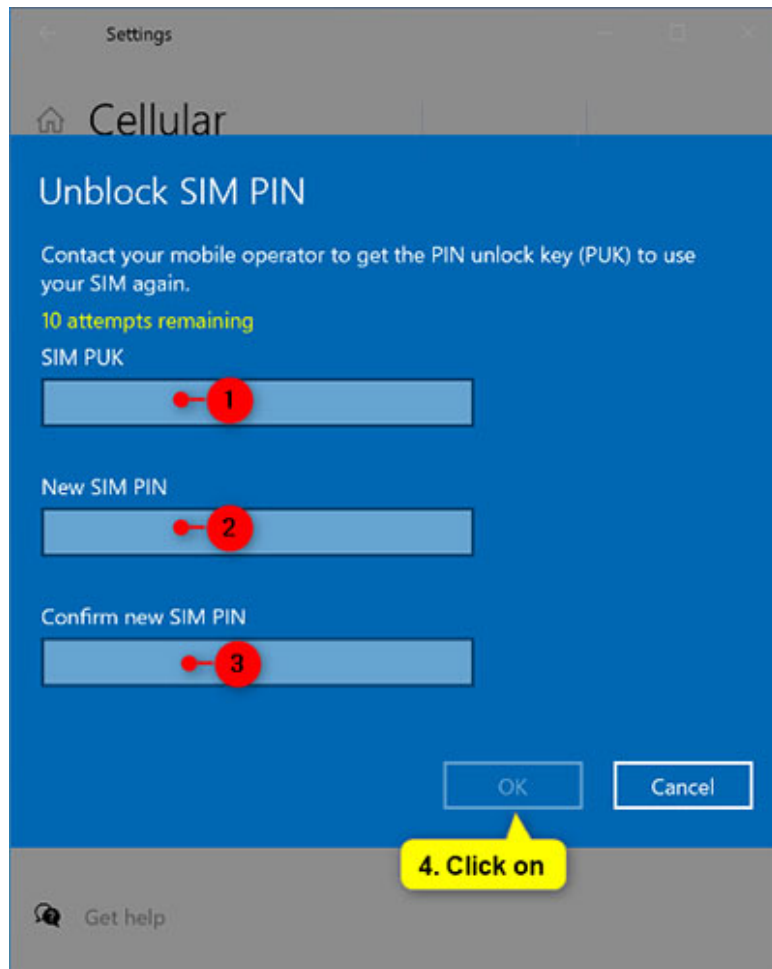 Settings
Cellular
Unblock SIM PIN
Contact your mobile operator to get the PIN unlock key (PUK) to use
your SIM again.
10 attempts remaining
SIM PUK
1
New SIM PIN
2
Confirm new SIM PIN
3
OK
Cancel
4. Click on
Get help